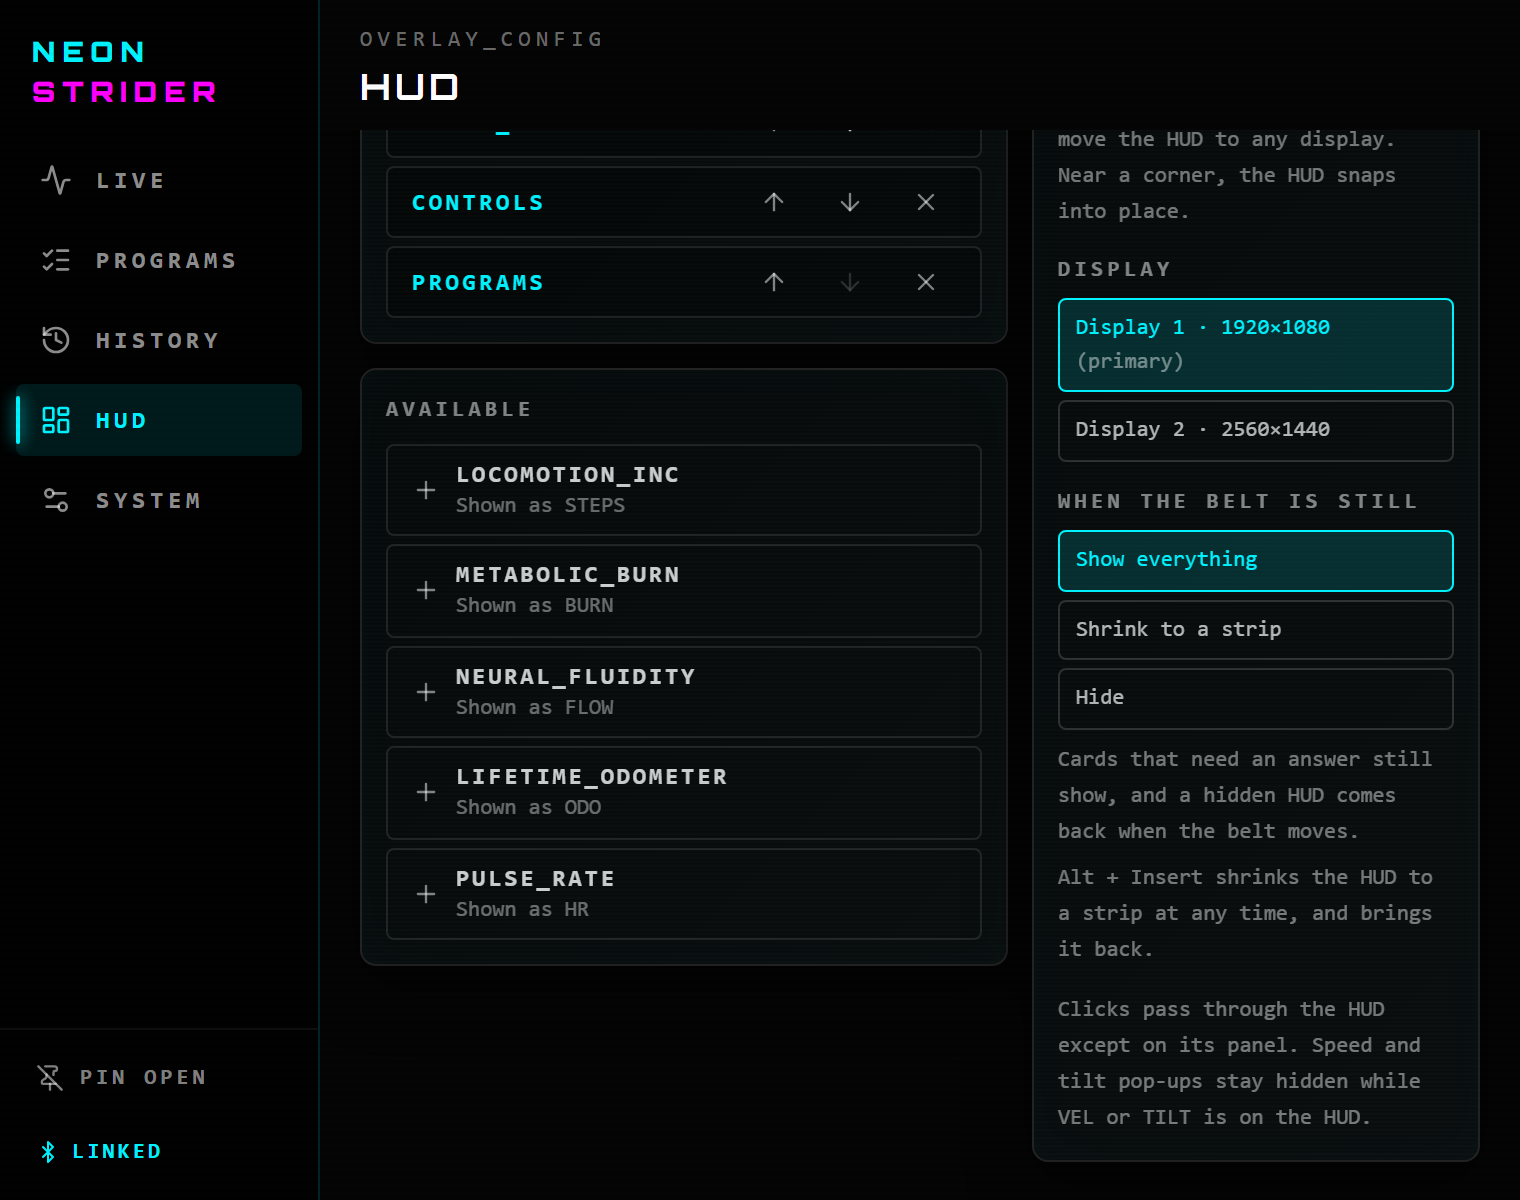 NEON
STRIDER
LIVE
PROGRAMS
HISTORY
HUD
SYSTEM
PIN OPEN
LINKED
OVERLAY_CONFIG
HUD
CONTROLS
PROGRAMS
AVAILABLE
LOCOMOTION_INC
Shown as STEPS
METABOLIC_BURN
Shown as BURN
NEURAL_FLUIDITY
Shown as FLOW
LIFETIME_ODOMETER
Shown as ODO
PULSE_RATE
Shown as HR
move the HUD to any display.
Near a corner, the HUD snaps
into place.
DISPLAY
Display 1 · 1920×1080
(primary)
Display 2 · 2560×1440
WHEN THE BELT IS STILL
Show everything
Shrink to a strip
Hide
Cards that need an answer still
show, and a hidden HUD comes
back when the belt moves.
Alt + Insert shrinks the HUD to
a strip at any time, and brings
it back.
Clicks pass through the HUD
except on its panel. Speed and
tilt pop-ups stay hidden while
VEL or TILT is on the HUD.